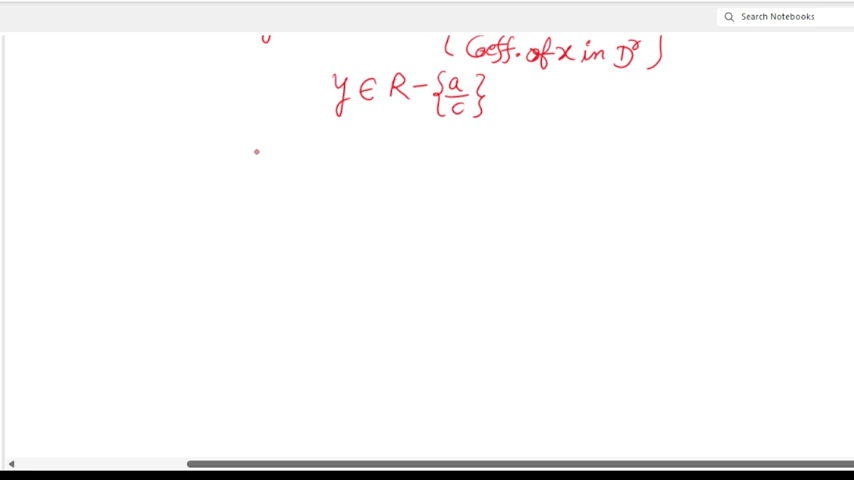 Search Notebooks
( Coeff. of x in Dʳ )
y ∈ R - {a/c}